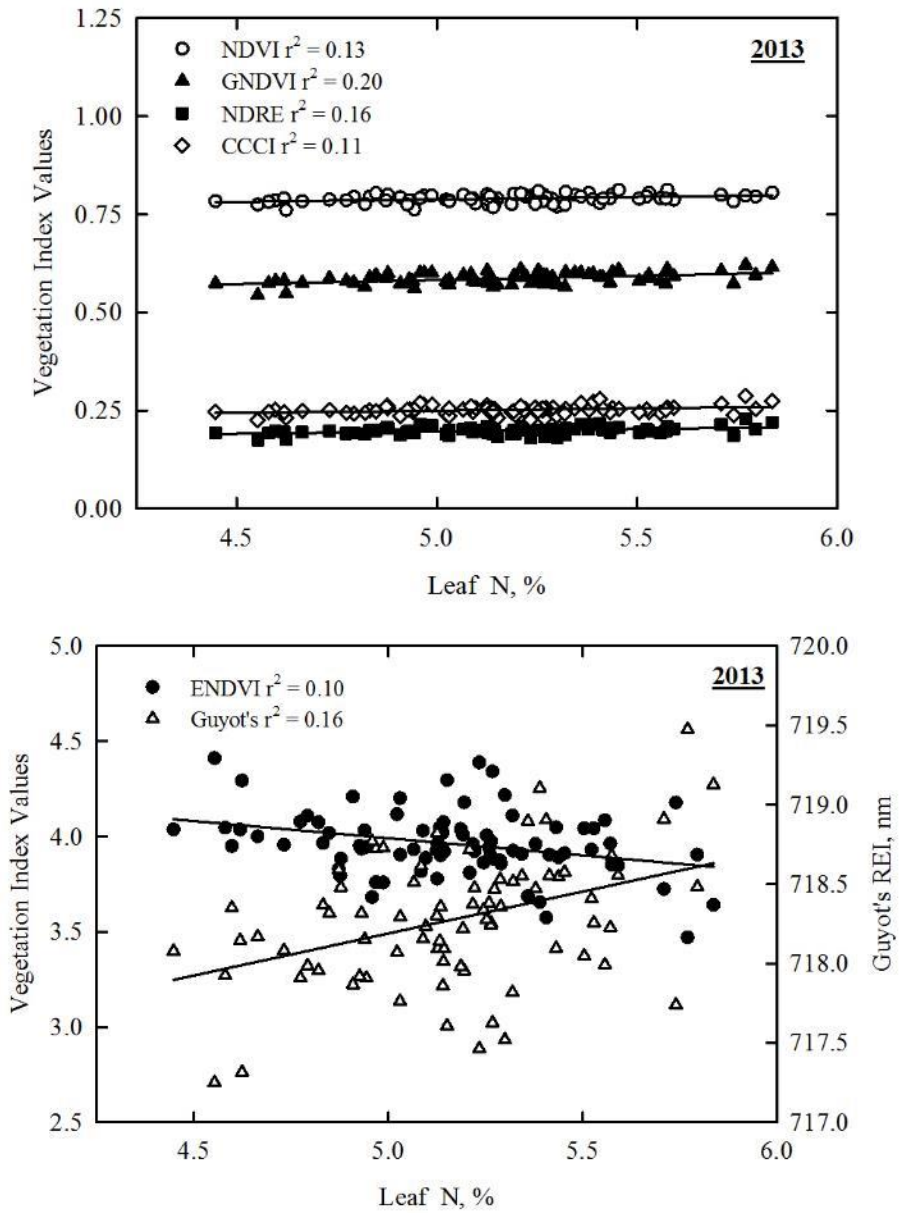 2013
NDVI r² = 0.13
GNDVI r² = 0.20
NDRE r² = 0.16
CCCI r² = 0.11
Vegetation Index Values
1.25
1.00
0.75
0.50
0.25
0.00
4.5 5.0 5.5 6.0
Leaf N, %
2013
ENDVI r² = 0.10
Guyot's r² = 0.16
Vegetation Index Values
5.0
4.5
4.0
3.5
3.0
2.5
720.0
719.5
719.0
718.5
718.0
717.5
717.0
Guyot's REI, nm
4.5 5.0 5.5 6.0
Leaf N, %